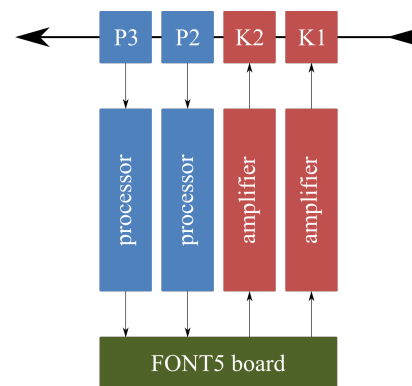 P3 P2 K2 K1
processor processor amplifier amplifier
FONT5 board